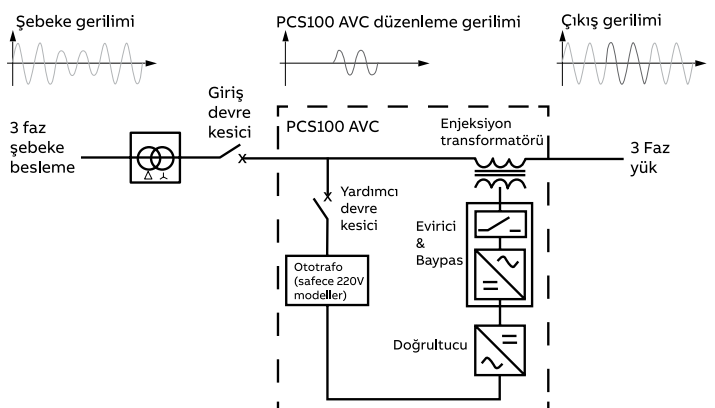 Şebeke gerilimi
PCS100 AVC düzenleme gerilimi
Çıkış gerilimi
3 faz
şebeke
besleme
Giriş
devre
kesici
PCS100 AVC
Enjeksiyon
transformatörü
3 Faz
yük
Yardımcı
devre
kesici
Evirici
&
Baypas
Ototrafo
(safece 220V
modeller)
Doğrultucu